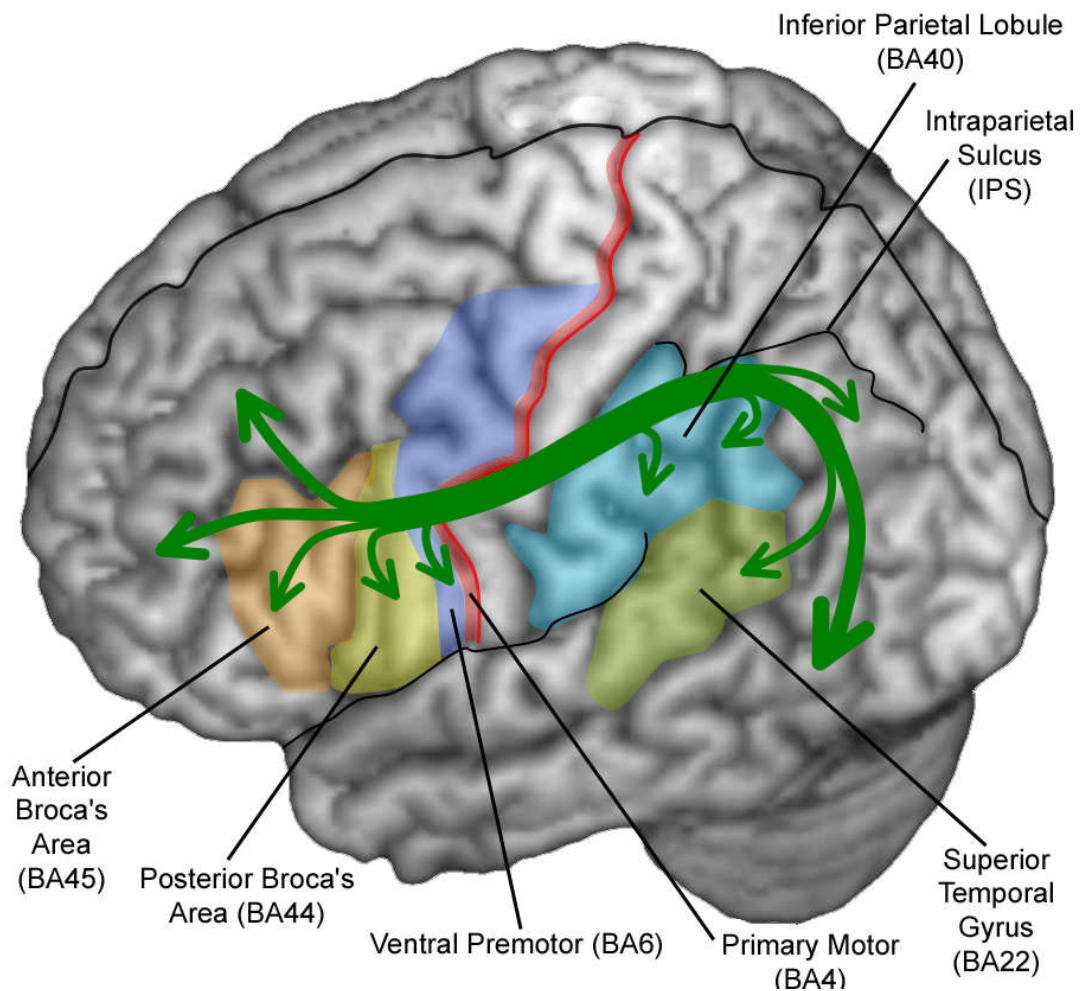 Inferior Parietal Lobule
(BA40)
Intraparietal
Sulcus
(IPS)
Anterior
Broca's
Area
(BA45)
Posterior Broca's
Area (BA44)
Ventral Premotor (BA6)
Primary Motor
(BA4)
Superior
Temporal
Gyrus
(BA22)